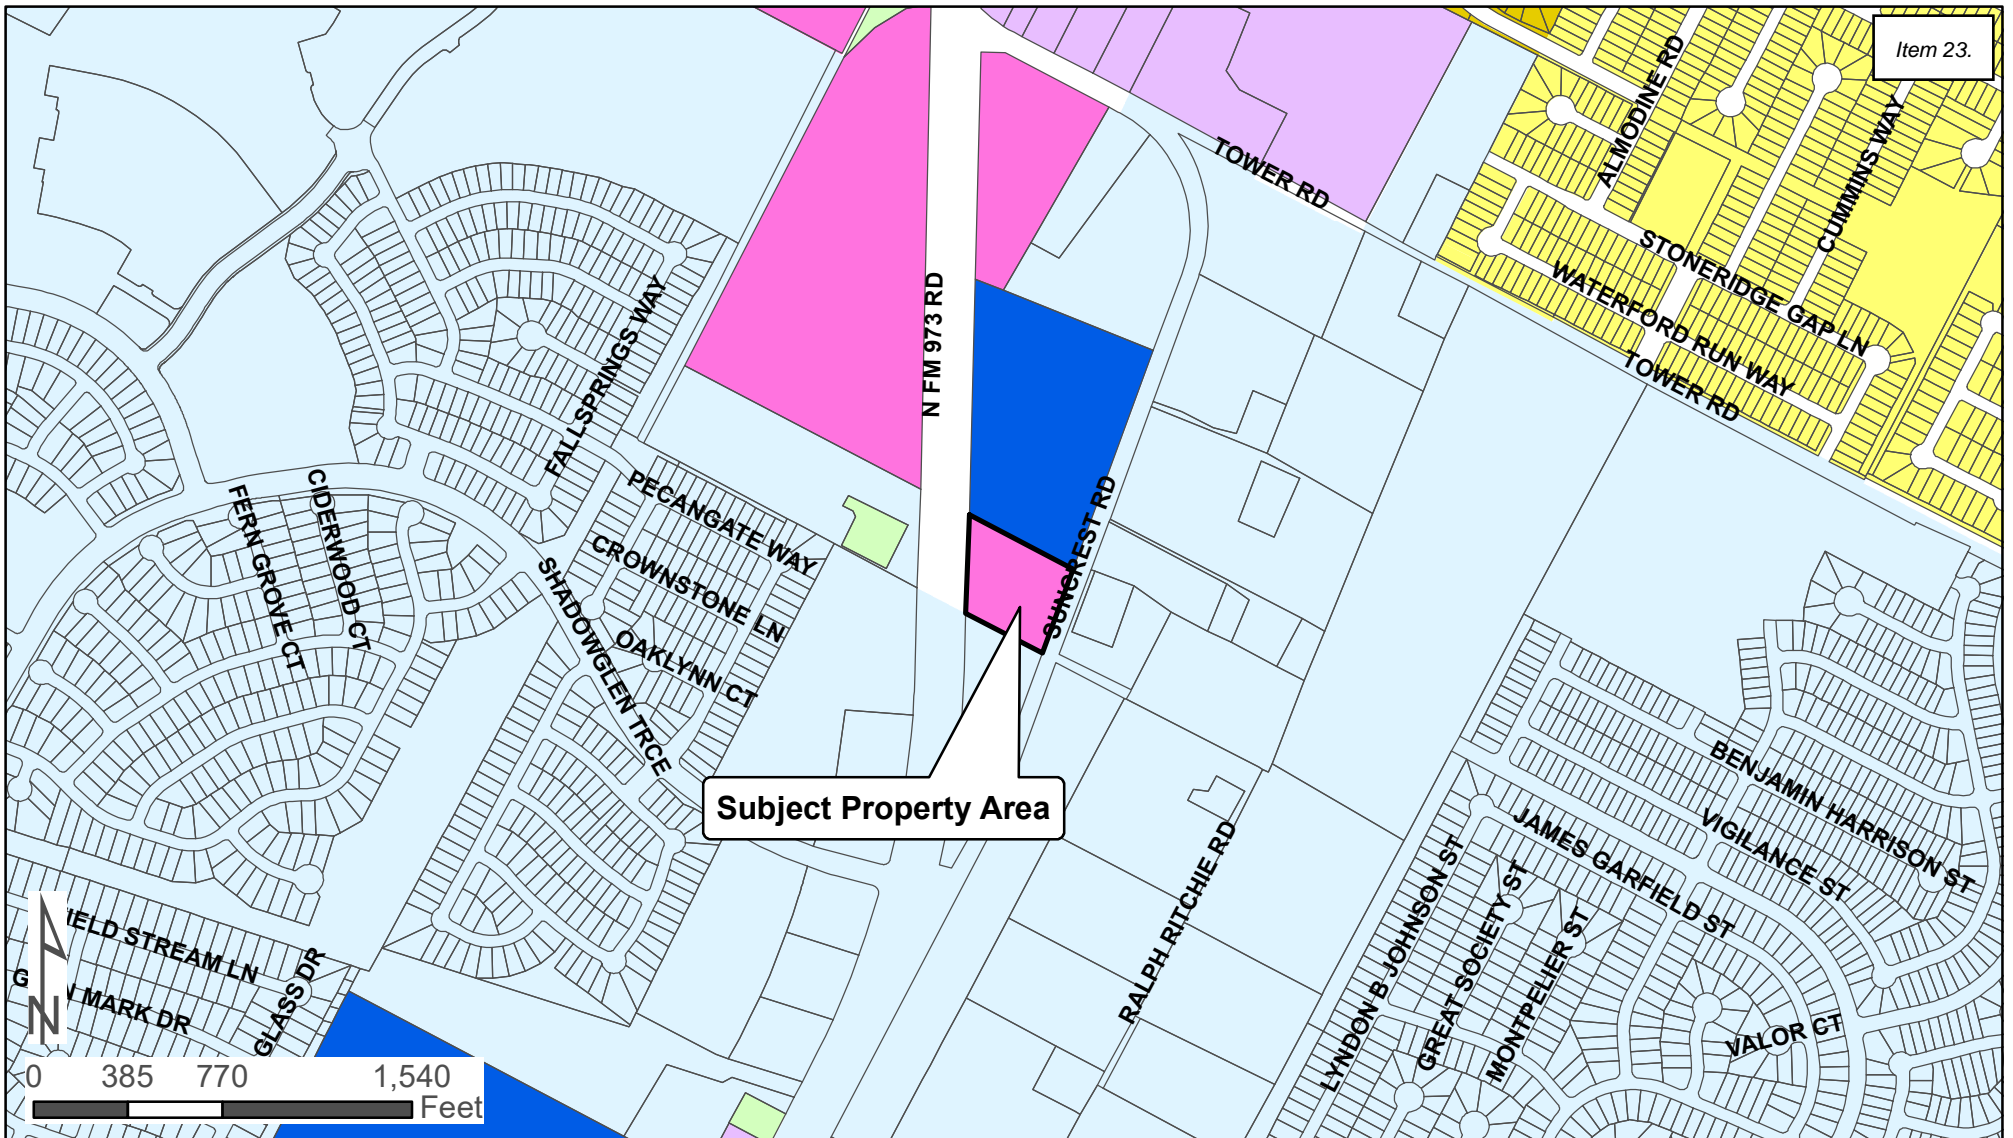 Item 23.
ALMODINE RD
CUMMINS WAY
TOWER RD
STONERIDGE GAP LN
WATERFORD RUN WAY
TOWER RD
N FM 973 RD
FALLSPRINGS WAY
PECANGATE WAY
CIDERWOOD CT
FERN GROVE CT
CROWNSTONE LN
SUNCREST RD
SHADOWGLEN TRCE
OAKLYNN CT
Subject Property Area
BENJAMIN HARRISON ST
VIGILANCE ST
JAMES GARFIELD ST
RALPH RITCHIE RD
LYNDON B JOHNSON ST
GREAT SOCIETY ST
MONTPELIER ST
VALOR CT
IELD STREAM LN
MARK DR
GLASS DR
N
0 385 770 1,540
Feet